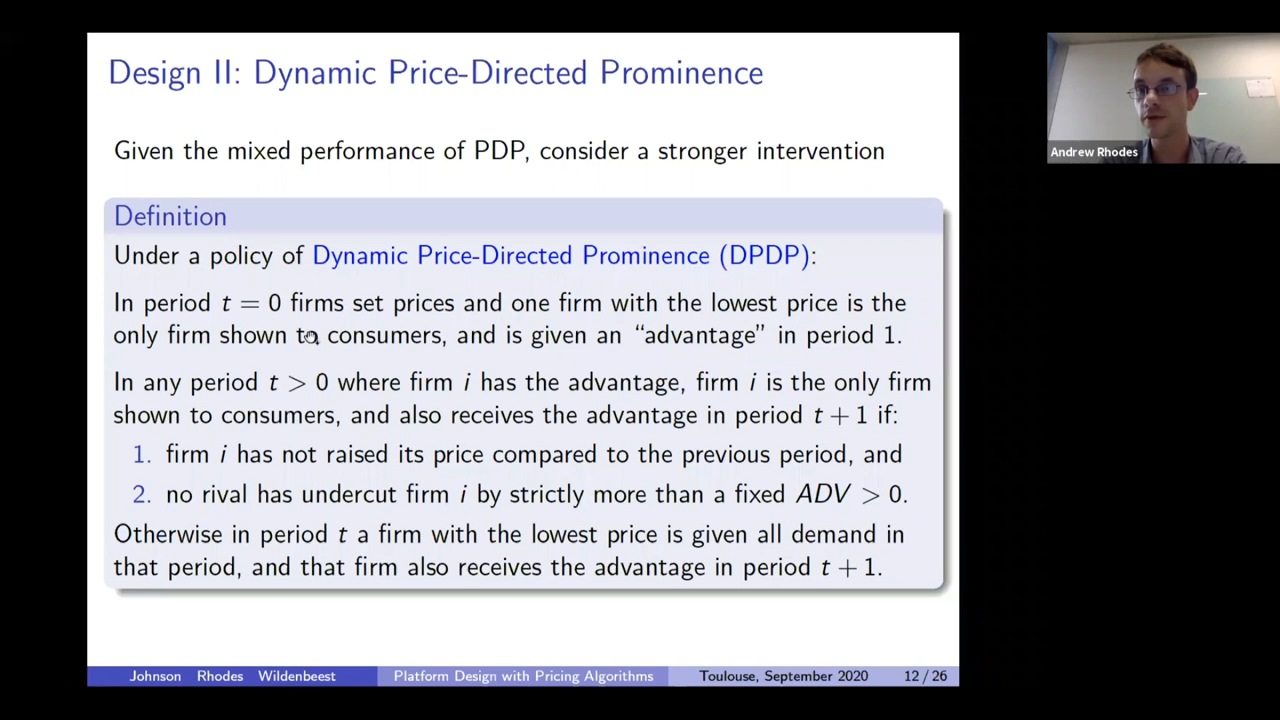 Design II: Dynamic Price-Directed Prominence
Given the mixed performance of PDP, consider a stronger intervention
Definition
Under a policy of Dynamic Price-Directed Prominence (DPDP):
In period t = 0 firms set prices and one firm with the lowest price is the
only firm shown to consumers, and is given an “advantage” in period 1.
In any period t > 0 where firm i has the advantage, firm i is the only firm
shown to consumers, and also receives the advantage in period t + 1 if:
1. firm i has not raised its price compared to the previous period, and
2. no rival has undercut firm i by strictly more than a fixed ADV > 0.
Otherwise in period t a firm with the lowest price is given all demand in
that period, and that firm also receives the advantage in period t + 1.
Johnson Rhodes Wildenbeest
Platform Design with Pricing Algorithms
Toulouse, September 2020
12 / 26
Andrew Rhodes